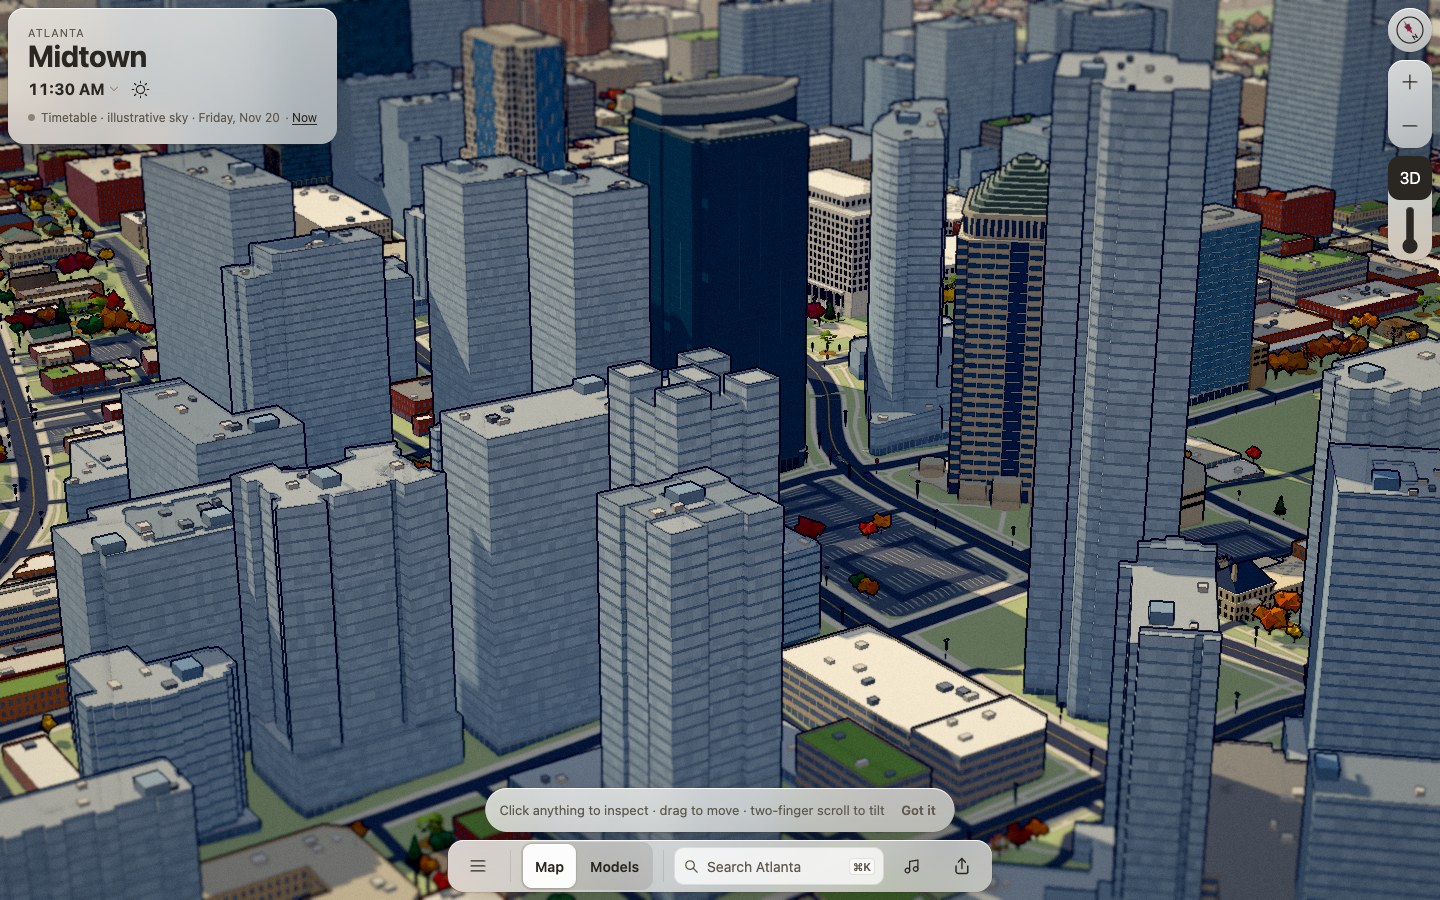 ATLANTA
Midtown
11:30 AM
Timetable · illustrative sky · Friday, Nov 20 · Now
N
3D
Click anything to inspect · drag to move · two-finger scroll to tilt Got it
Map Models Search Atlanta ⌘K